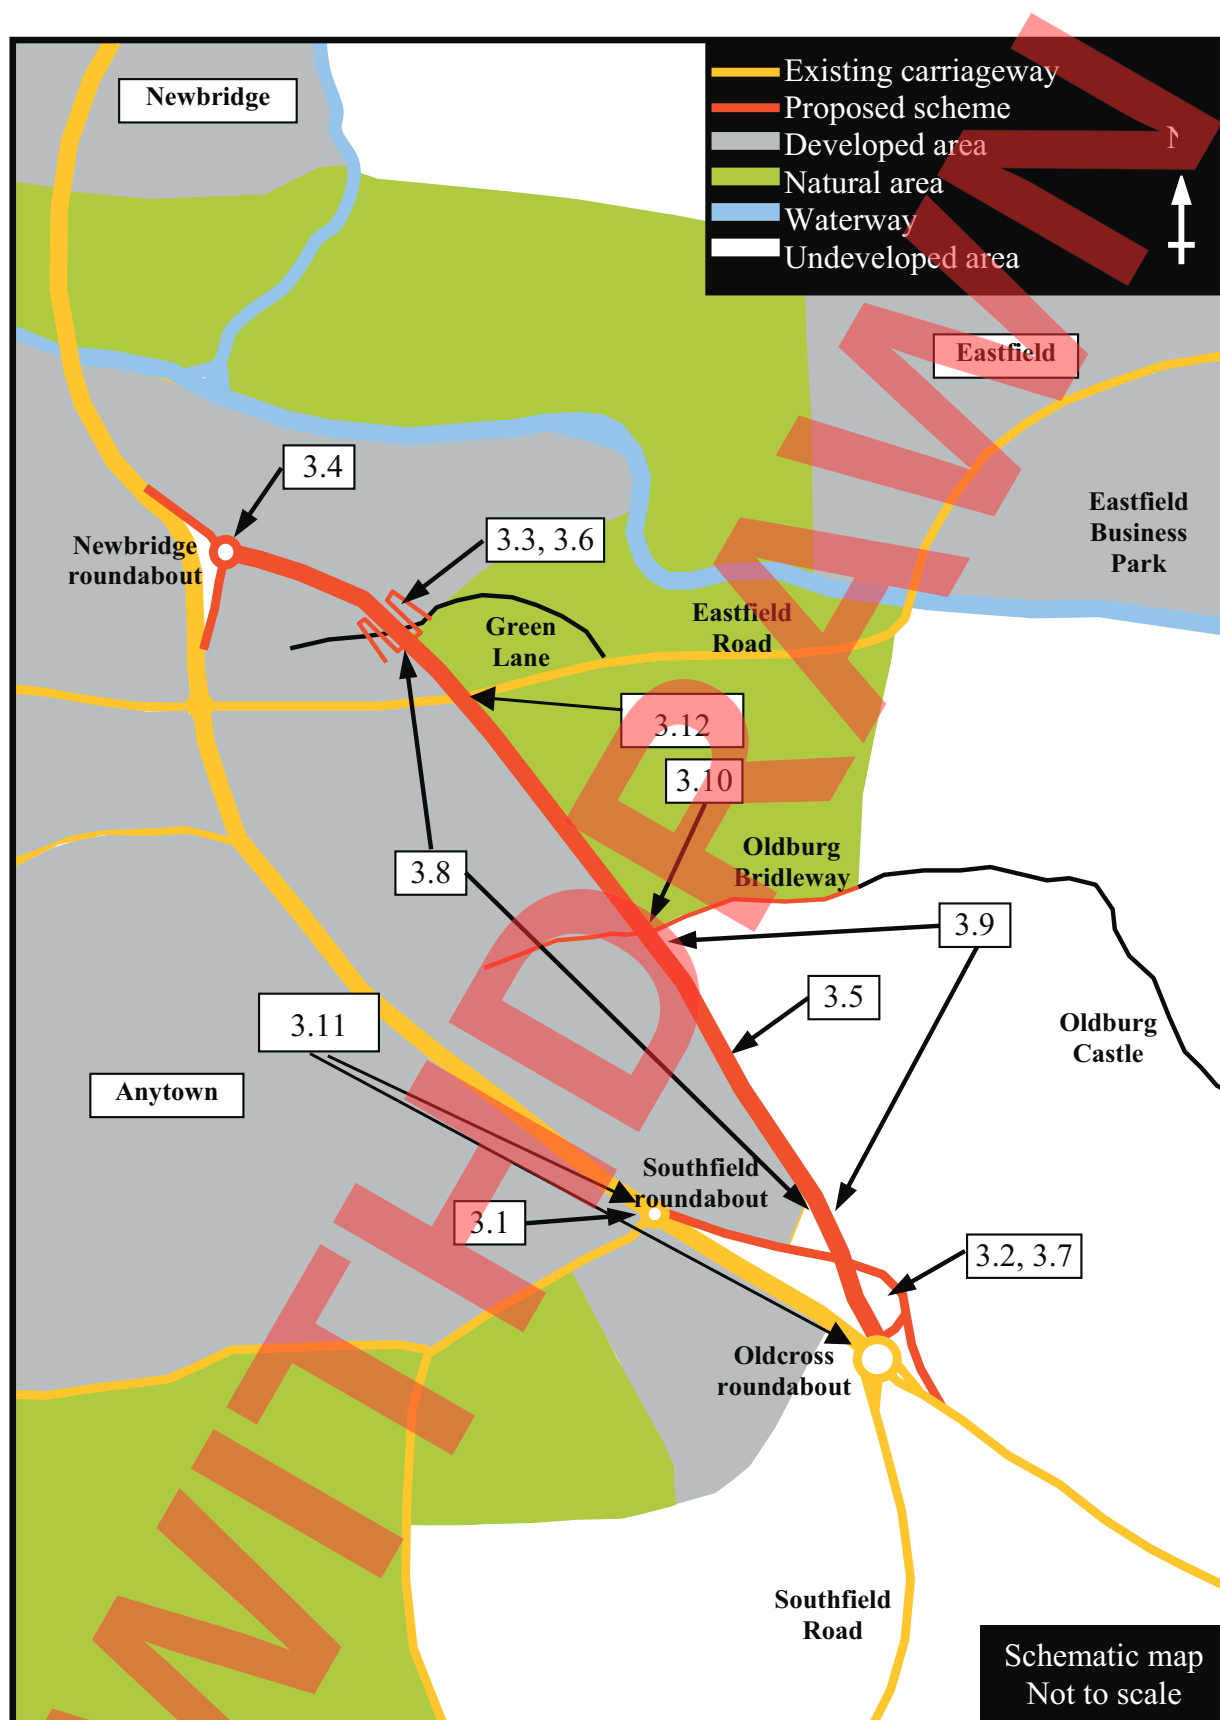 Newbridge
Existing carriageway
Proposed scheme
Developed area
Natural area
Waterway
Undeveloped area
N
Eastfield
3.4
Eastfield
Business
Park
Newbridge
roundabout
3.3, 3.6
Green
Lane
Eastfield
Road
3.12
3.10
Oldburg
Bridleway
3.8
3.9
3.5
3.11
Oldburg
Castle
Anytown
Southfield
roundabout
3.1
3.2, 3.7
Oldcross
roundabout
Southfield
Road
Schematic map
Not to scale
WITHDRAWN